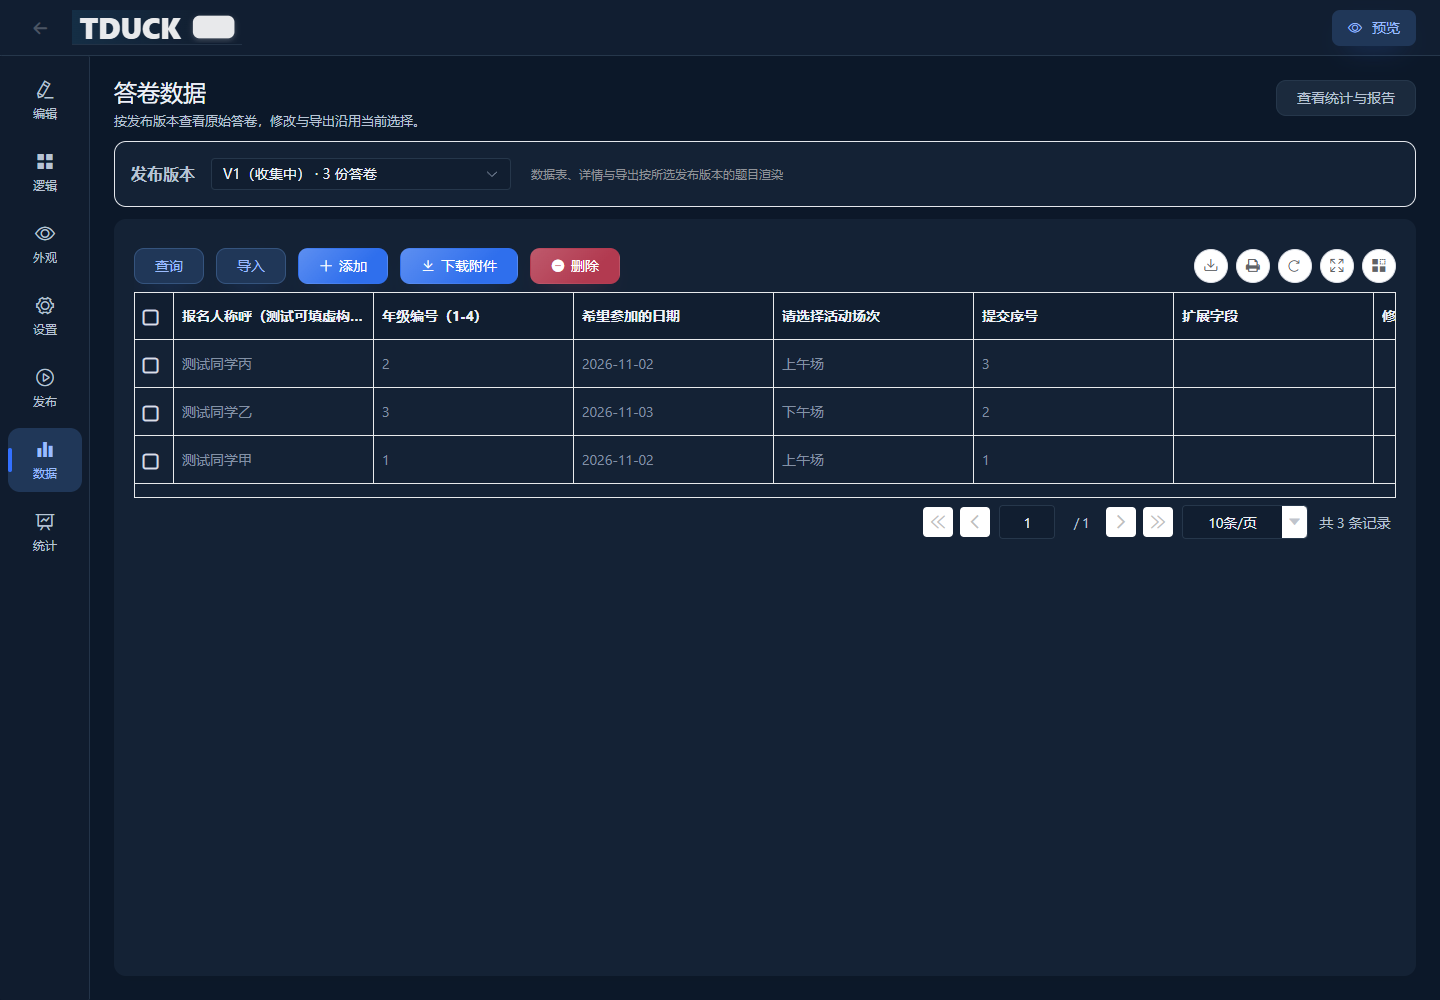 TDUCK
预览
编辑
逻辑
外观
设置
发布
数据
统计
答卷数据
按发布版本查看原始答卷，修改与导出沿用当前选择。
查看统计与报告
发布版本 V1（收集中） · 3 份答卷 数据表、详情与导出按所选发布版本的题目渲染
查询 导入 添加 下载附件 删除
报名人称呼（测试可填虚构... 年级编号（1-4） 希望参加的日期 请选择活动场次 提交序号 扩展字段 修
测试同学丙 2 2026-11-02 上午场 3
测试同学乙 3 2026-11-03 下午场 2
测试同学甲 1 2026-11-02 上午场 1
1 / 1 10条/页 共 3 条记录